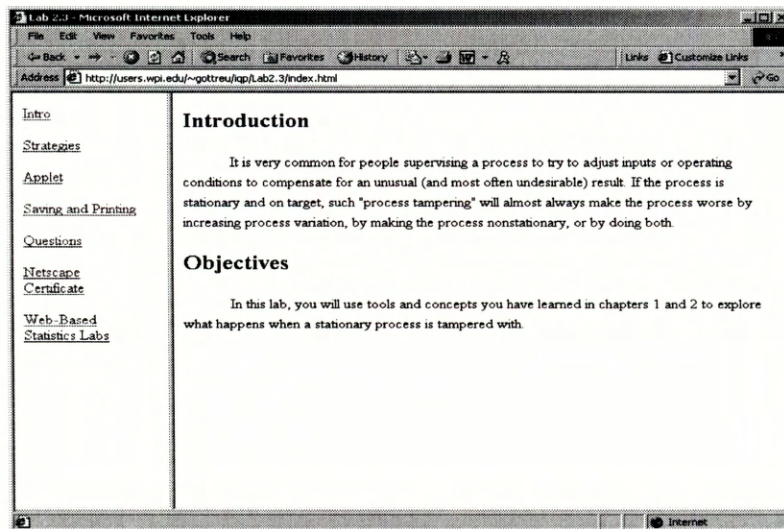 Lab 2.3 - Microsoft Internet Explorer
File Edit View Favorites Tools Help
Back Search Favorites History Links Customize Links
Address http://users.wpi.edu/~gottreu/iqp/Lab2.3/index.html Go
Intro
Strategies
Applet
Saving and Printing
Questions
Netscape
Certificate
Web-Based
Statistics Labs
Introduction
It is very common for people supervising a process to try to adjust inputs or operating
conditions to compensate for an unusual (and most often undesirable) result. If the process is
stationary and on target, such "process tampering" will almost always make the process worse by
increasing process variation, by making the process nonstationary, or by doing both.
Objectives
In this lab, you will use tools and concepts you have learned in chapters 1 and 2 to explore
what happens when a stationary process is tampered with.
Internet